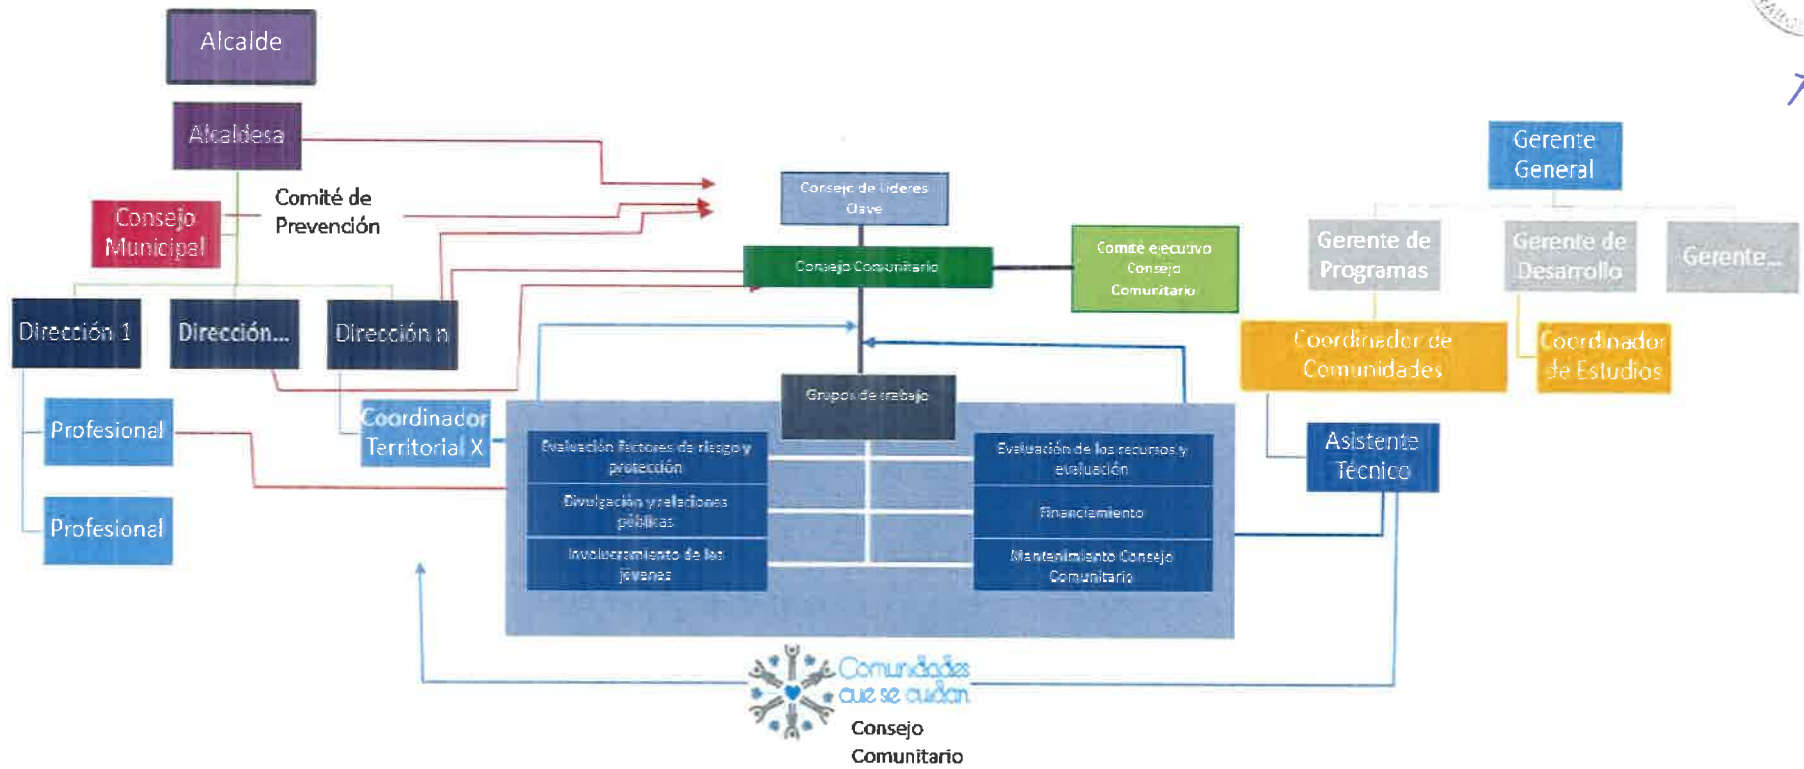 Alcalde
Alcaldesa
Comité de
Prevención
Consejo
Municipal
Dirección 1
Dirección...
Dirección n
Profesional
Profesional
Coordinador
Territorial X
Consejo de Líderes
Clave
Consejo Comunitario
Comité ejecutivo
Consejo
Comunitario
Grupos de trabajo
Evaluación factores de riesgo y
protección
Divulgación y relaciones
públicas
Involucramiento de los
jóvenes
Evaluación de los recursos y
evaluación
Financiamiento
Mantenimiento Consejo
Comunitario
Gerente
General
Gerente de
Programas
Gerente de
Desarrollo
Gerente...
Coordinador de
Comunidades
Coordinador
de Estudios
Asistente
Técnico
Comunidades
que se cuidan
Consejo
Comunitario